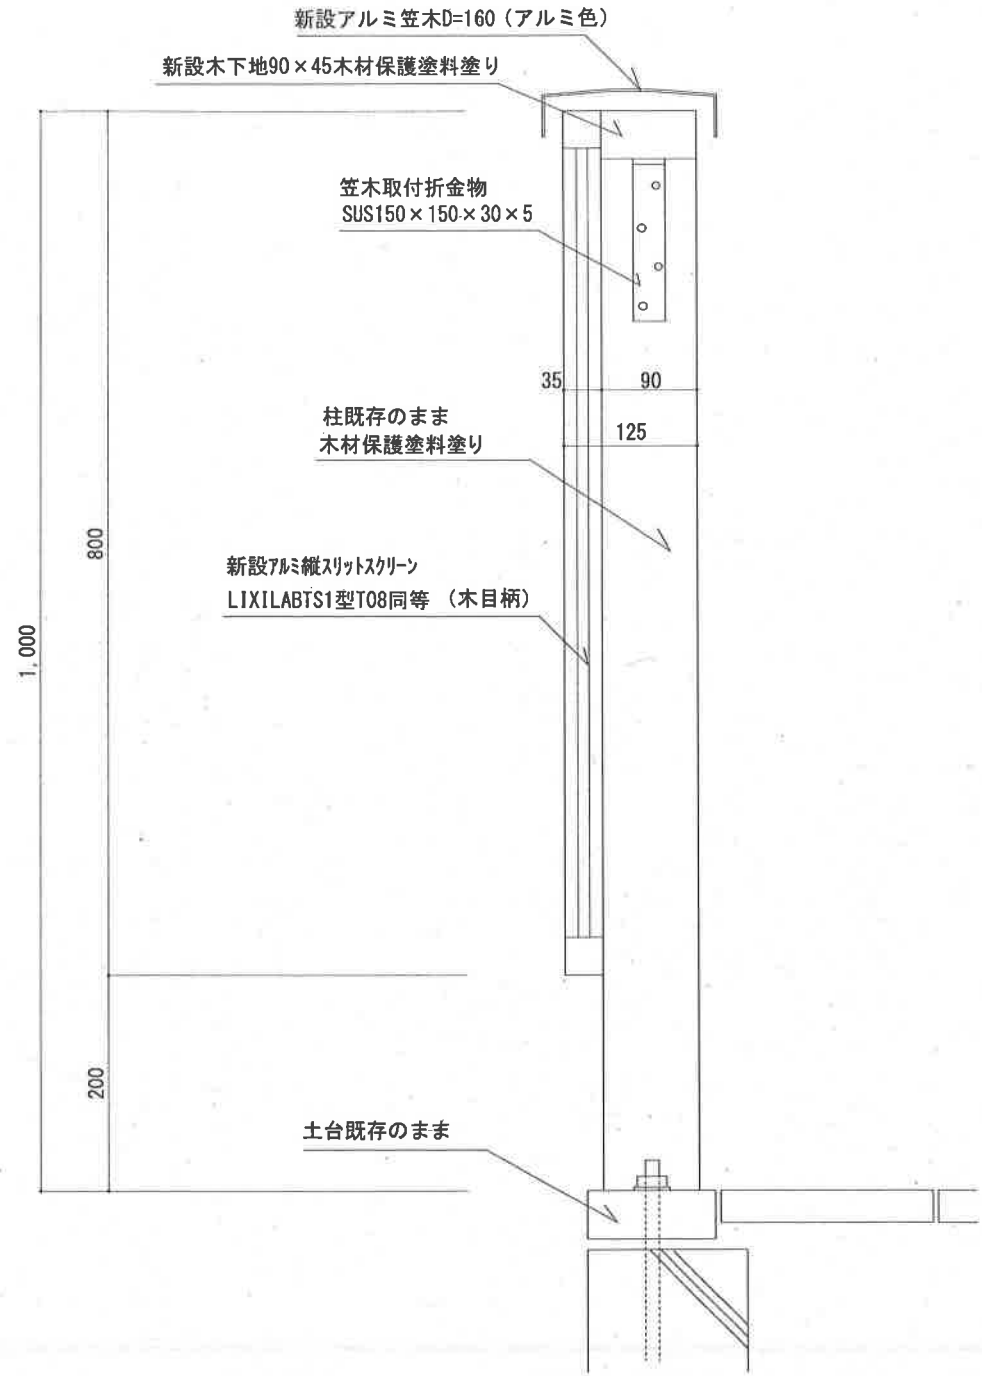 新設アルミ笠木D=160 (アルミ色)
新設木下地90×45木材保護塗料塗り
笠木取付折金物
SUS150×150×30×5
35
90
125
柱既存のまま
木材保護塗料塗り
800
新設アルミ縦スリットスクリーン
LIXILABTS1型T08同等 (木目柄)
1,000
200
土台既存のまま